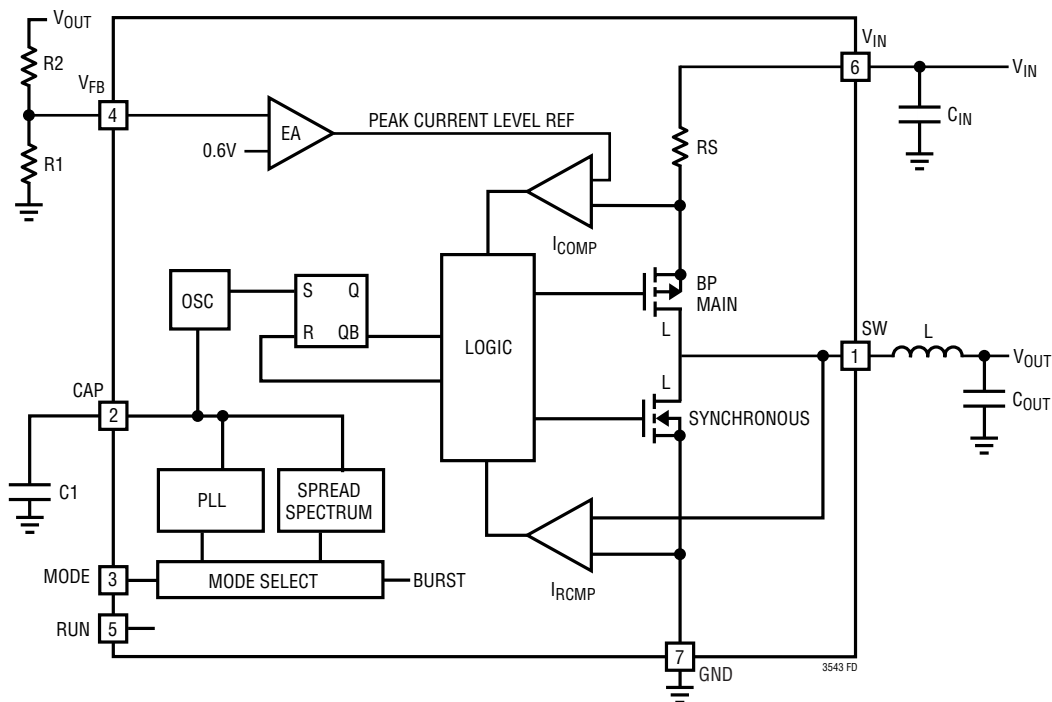 VOUT
R2
VFB
4
R1
0.6V
EA
PEAK CURRENT LEVEL REF
ICOMP
RS
VIN
6
VIN
CIN
OSC
S Q
R QB
LOGIC
BP
MAIN
L
SW
1
L
VOUT
COUT
L
SYNCHRONOUS
CAP
2
C1
PLL
SPREAD
SPECTRUM
MODE
3
MODE SELECT
BURST
IRCMP
RUN
5
7
GND
3543 FD